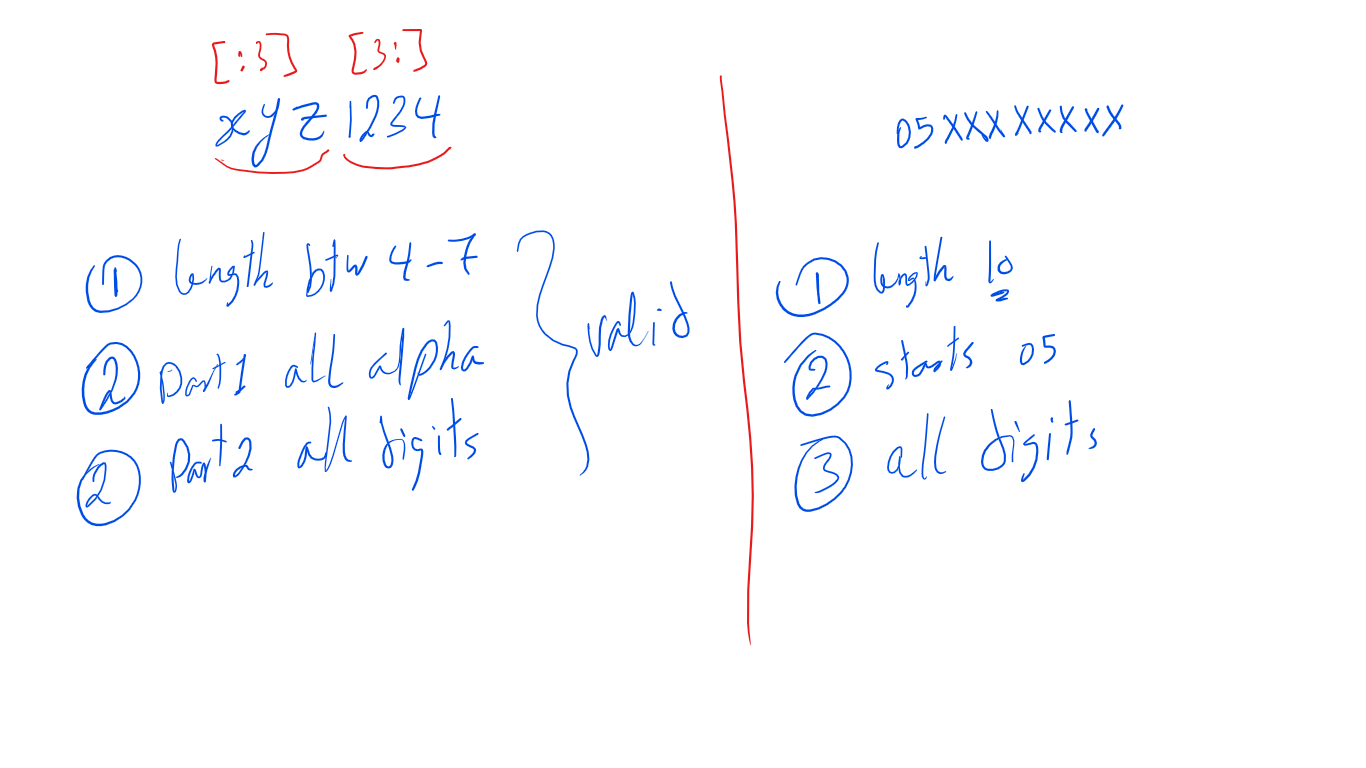 [:3] [3:]
xyz 1234
① length btw 4-7
② Part1 all alpha
② Part2 all digits
valid
05XXXXXXXX
① length 10
② starts 05
③ all digits